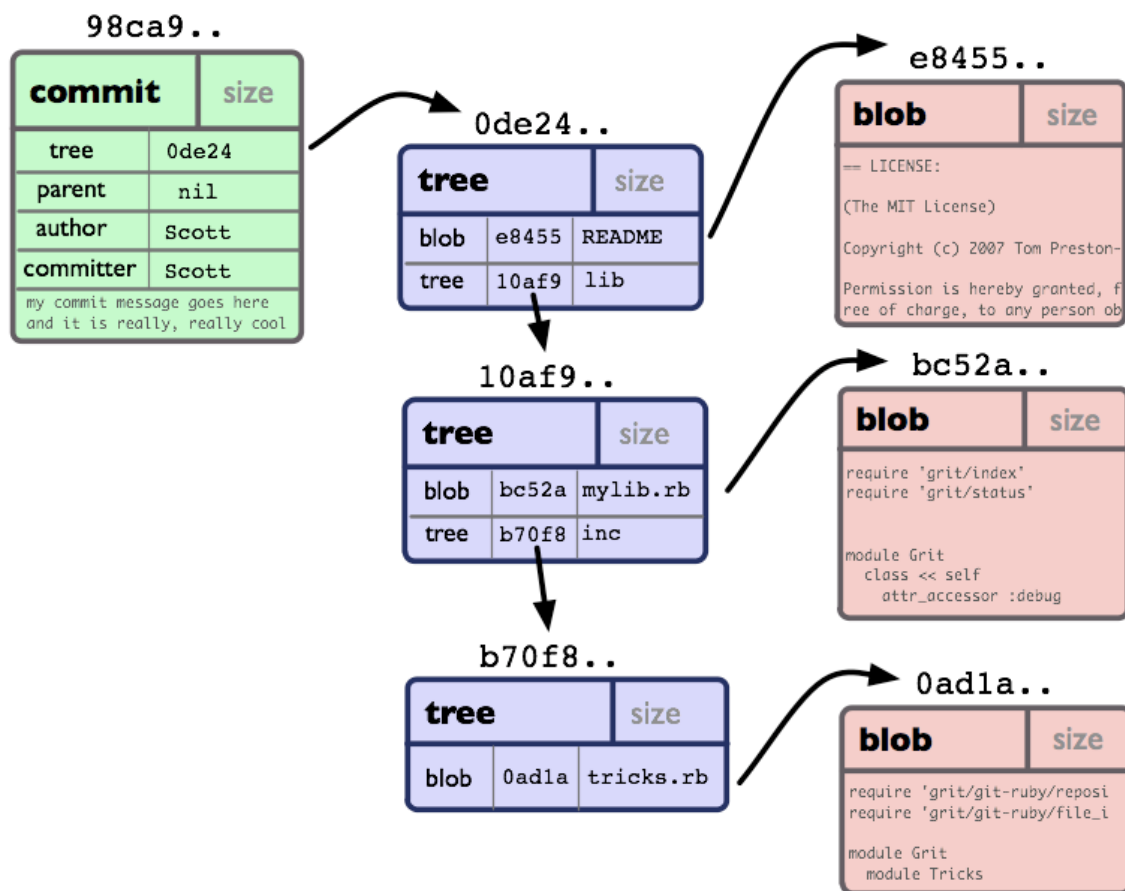 98ca9..
commit size
tree 0de24
parent nil
author Scott
committer Scott
my commit message goes here
and it is really, really cool
0de24..
tree size
blob e8455 README
tree 10af9 lib
10af9..
tree size
blob bc52a mylib.rb
tree b70f8 inc
b70f8..
tree size
blob 0ad1a tricks.rb
e8455..
blob size
== LICENSE:
(The MIT License)
Copyright (c) 2007 Tom Preston-
Permission is hereby granted, f
ree of charge, to any person ob
bc52a..
blob size
require 'grit/index'
require 'grit/status'
module Grit
class << self
attr_accessor :debug
0ad1a..
blob size
require 'grit/git-ruby/reposi
require 'grit/git-ruby/file_i
module Grit
module Tricks